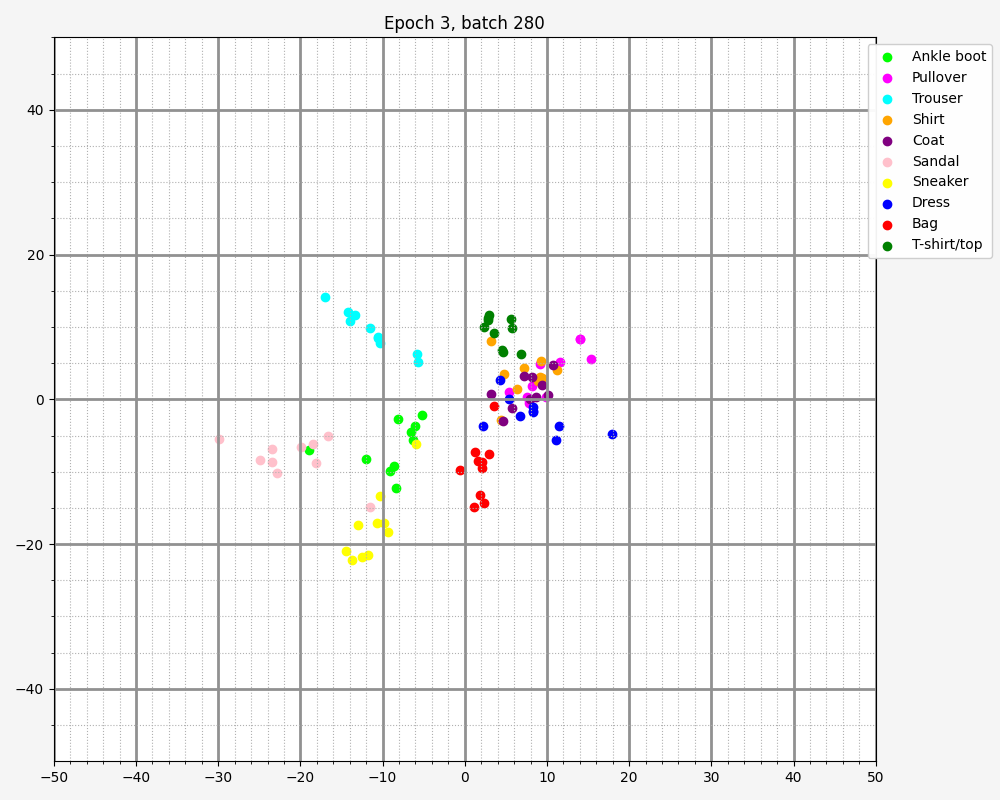 Epoch 3, batch 280
Ankle boot
Pullover
Trouser
Shirt
Coat
Sandal
Sneaker
Dress
Bag
T-shirt/top
40
20
0
−20
−40
−50 −40 −30 −20 −10 0 10 20 30 40 50